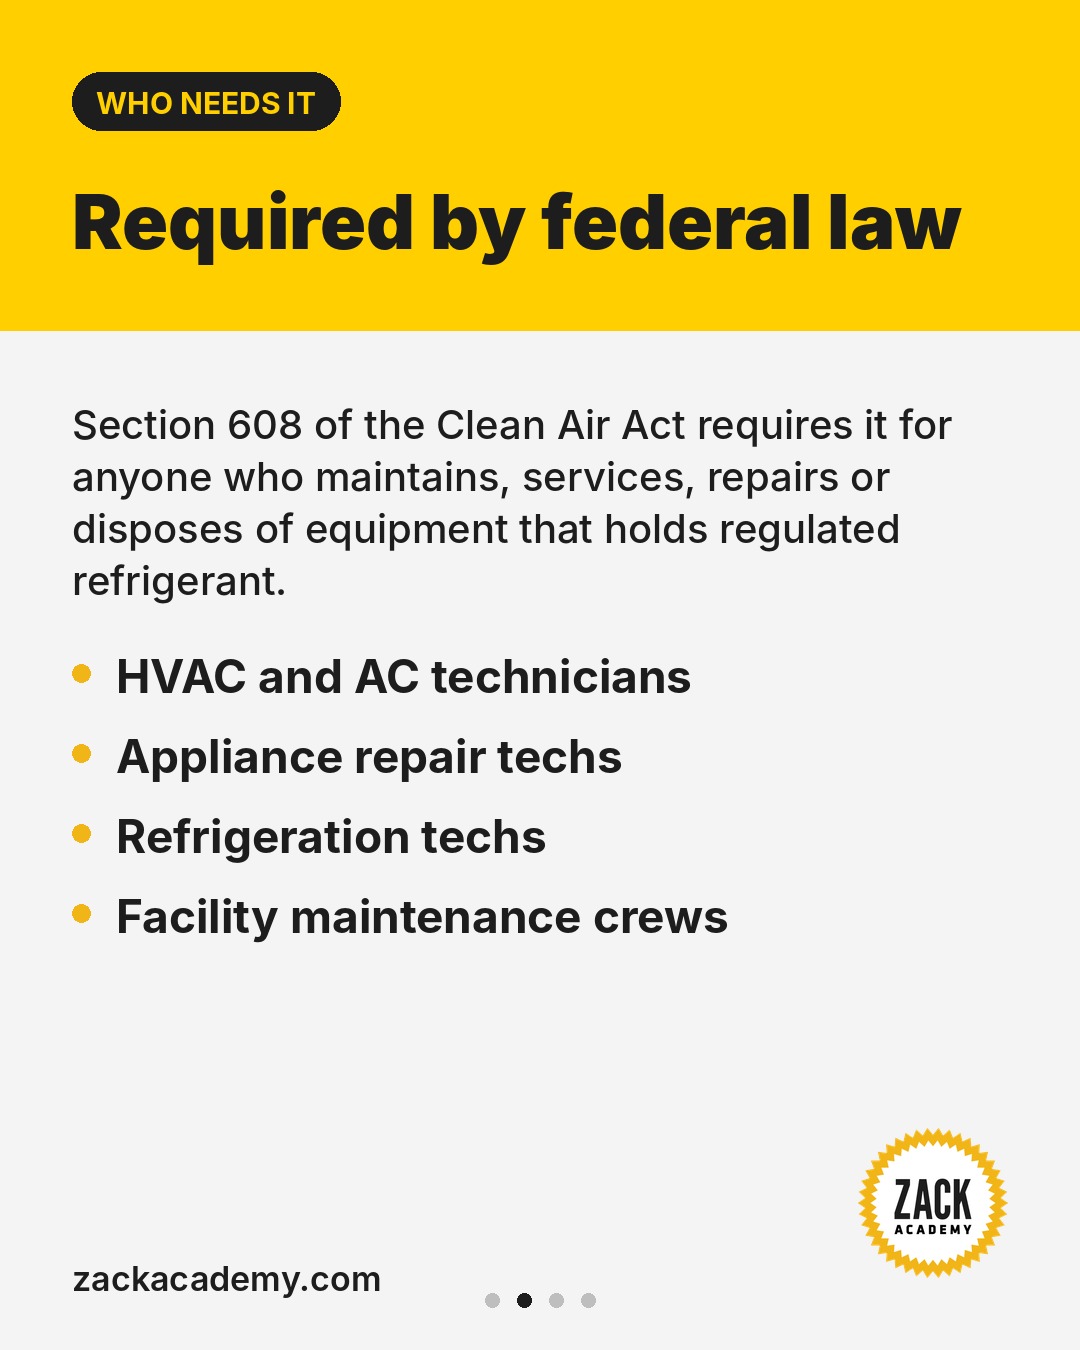 WHO NEEDS IT
Required by federal law
Section 608 of the Clean Air Act requires it for
anyone who maintains, services, repairs or
disposes of equipment that holds regulated
refrigerant.
HVAC and AC technicians
Appliance repair techs
Refrigeration techs
Facility maintenance crews
ZACK
ACADEMY
zackacademy.com